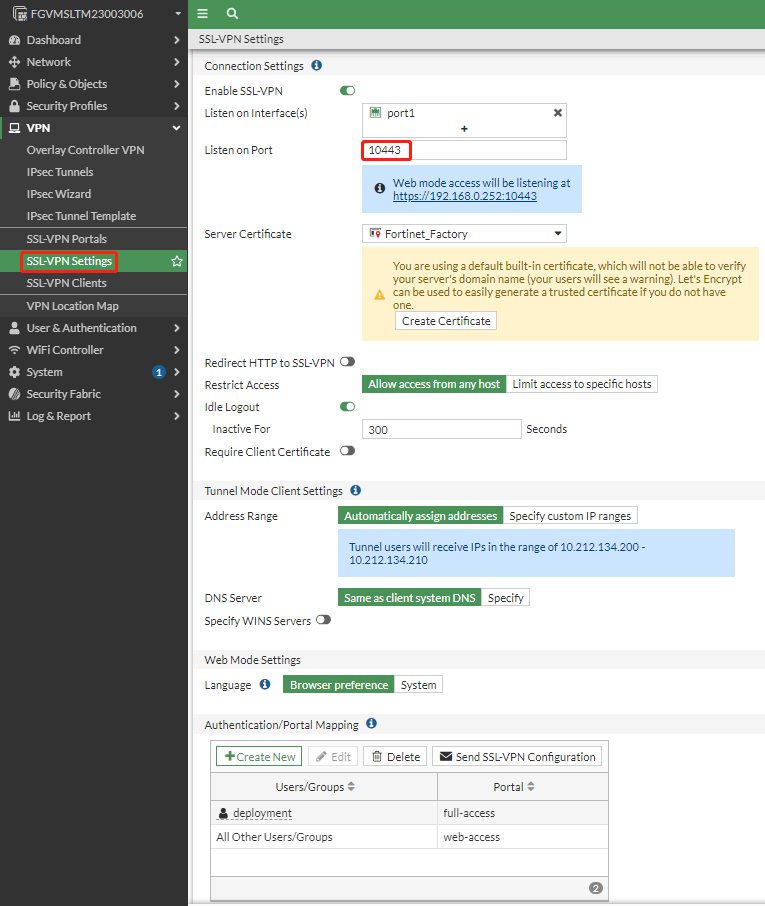 FGVMSLTM23003006
Dashboard
Network
Policy & Objects
Security Profiles
VPN
Overlay Controller VPN
IPsec Tunnels
IPsec Wizard
IPsec Tunnel Template
SSL-VPN Portals
SSL-VPN Settings
SSL-VPN Clients
VPN Location Map
User & Authentication
WiFi Controller
System 1
Security Fabric
Log & Report
SSL-VPN Settings
Connection Settings
Enable SSL-VPN
Listen on Interface(s) port1
+
Listen on Port 10443
Web mode access will be listening at
https://192.168.0.252:10443
Server Certificate Fortinet_Factory
You are using a default built-in certificate, which will not be able to verify
your server's domain name (your users will see a warning). Let's Encrypt
can be used to easily generate a trusted certificate if you do not have
one.
Create Certificate
Redirect HTTP to SSL-VPN
Restrict Access Allow access from any host Limit access to specific hosts
Idle Logout
Inactive For 300 Seconds
Require Client Certificate
Tunnel Mode Client Settings
Address Range Automatically assign addresses Specify custom IP ranges
Tunnel users will receive IPs in the range of 10.212.134.200 -
10.212.134.210
DNS Server Same as client system DNS Specify
Specify WINS Servers
Web Mode Settings
Language Browser preference System
Authentication/Portal Mapping
+Create New Edit Delete Send SSL-VPN Configuration
Users/Groups Portal
deployment full-access
All Other Users/Groups web-access
2